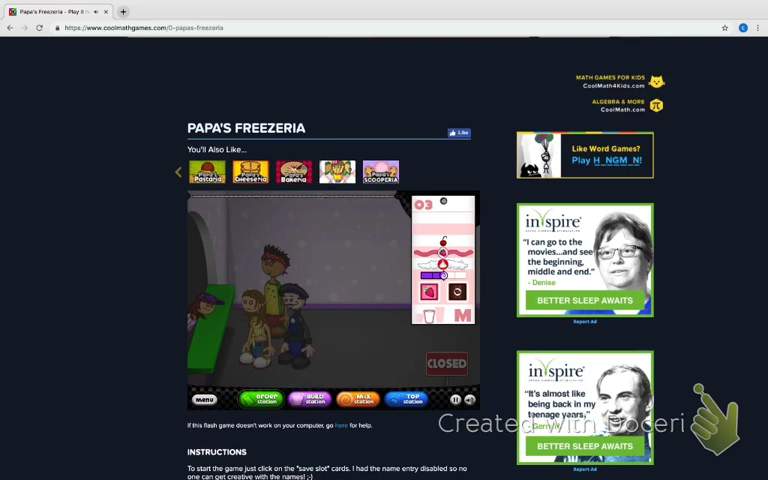 Papa's Freezeria - Play it
https://www.coolmathgames.com/0-papas-freezeria
MATH GAMES FOR KIDS
CoolMath4Kids.com
ALGEBRA & MORE
CoolMath.com
PAPA'S FREEZERIA
Like
You'll Also Like...
Like Word Games?
Play H_NGM_N!
Papa's
PASTARIA
Papa's
CHEESERIA
Papa's
BAKERIA
Papa's
SCOOPERIA
03
M
inspire
"I can go to the
movies...and see
the beginning,
middle and end."
- Denise
BETTER SLEEP AWAITS
Report Ad
CLOSED
MENU
ORDER
STATION
BUILD
STATION
MIX
STATION
TOP
STATION
inspire
"It's almost like
being back in my
teenage years."
BETTER SLEEP AWAITS
Report Ad
Created With Doceri
If this flash game doesn't work on your computer, go here for help.
INSTRUCTIONS
To start the game just click on the "save slot" cards. I had the name entry disabled so no
one can get creative with the names! ;-)